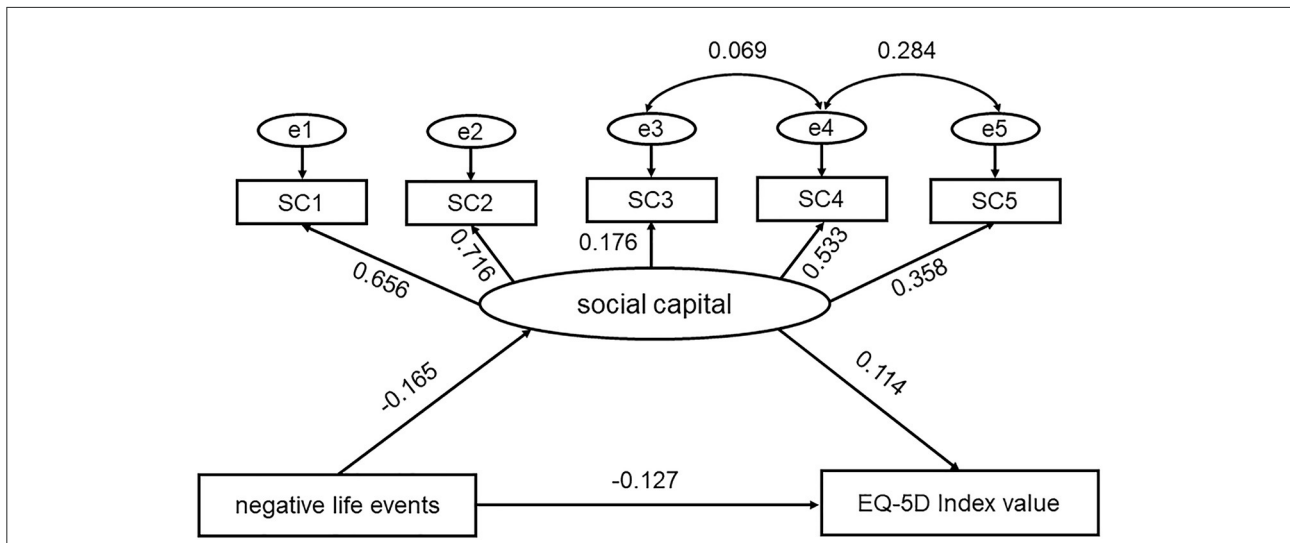 0.069
0.284
e1
e2
e3
e4
e5
SC1
SC2
SC3
SC4
SC5
0.656
0.716
0.176
0.533
0.358
social capital
-0.165
0.114
-0.127
negative life events
EQ-5D Index value